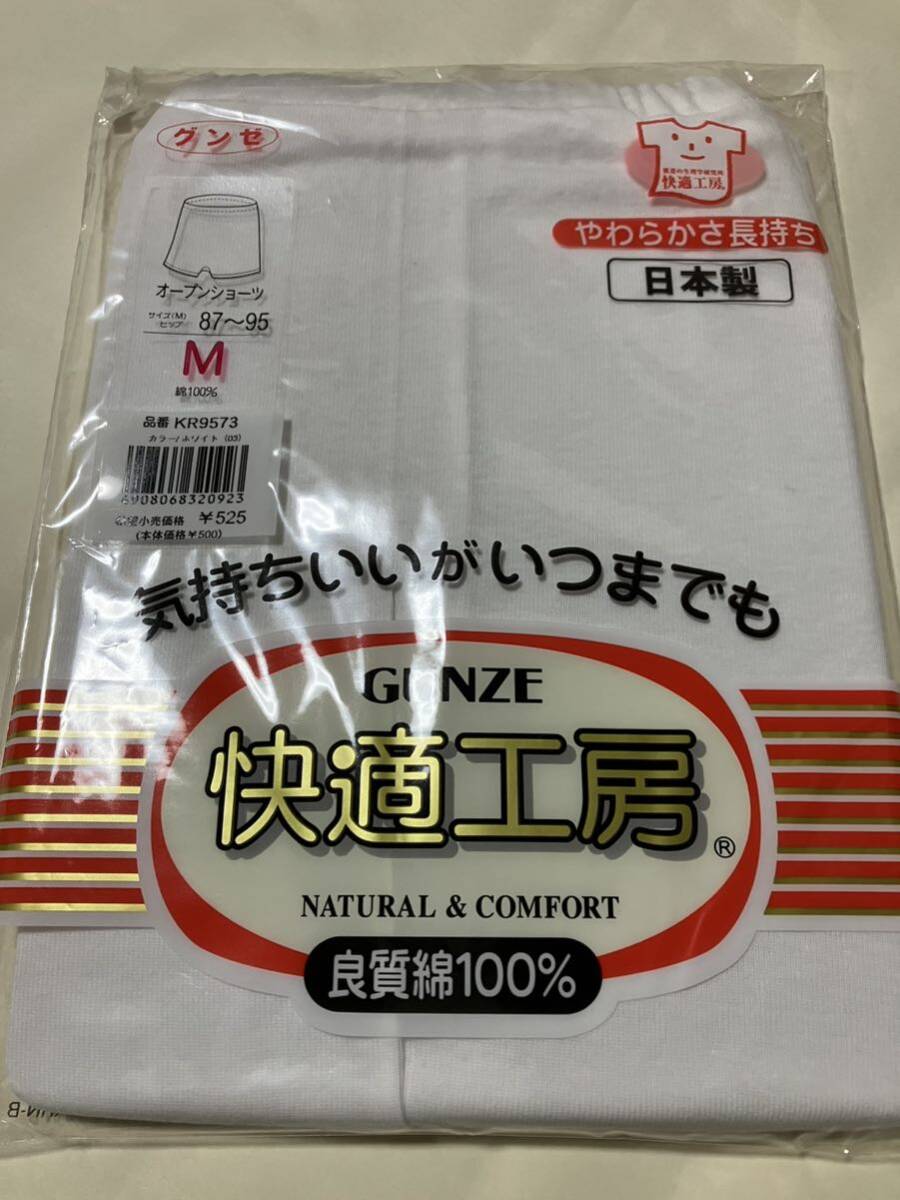 グンゼ
オープンショーツ
サイズ(M)
ヒップ 87〜95
M
綿100%
品番 KR9573
カラー/ホワイト (03)
小売価格 ￥525
(本体価格￥500)
快適工房
やわらかさ長持ち
日本製
気持ちいいがいつまでも
GUNZE
快適工房®
NATURAL & COMFORT
良質綿100%